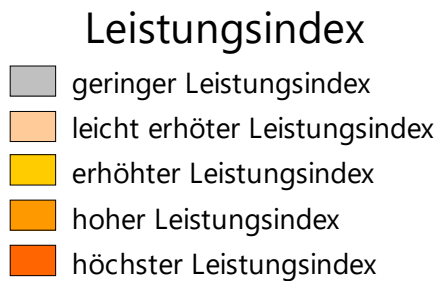 Leistungsindex
geringer Leistungsindex
leicht erhöter Leistungsindex
erhöhter Leistungsindex
hoher Leistungsindex
höchster Leistungsindex